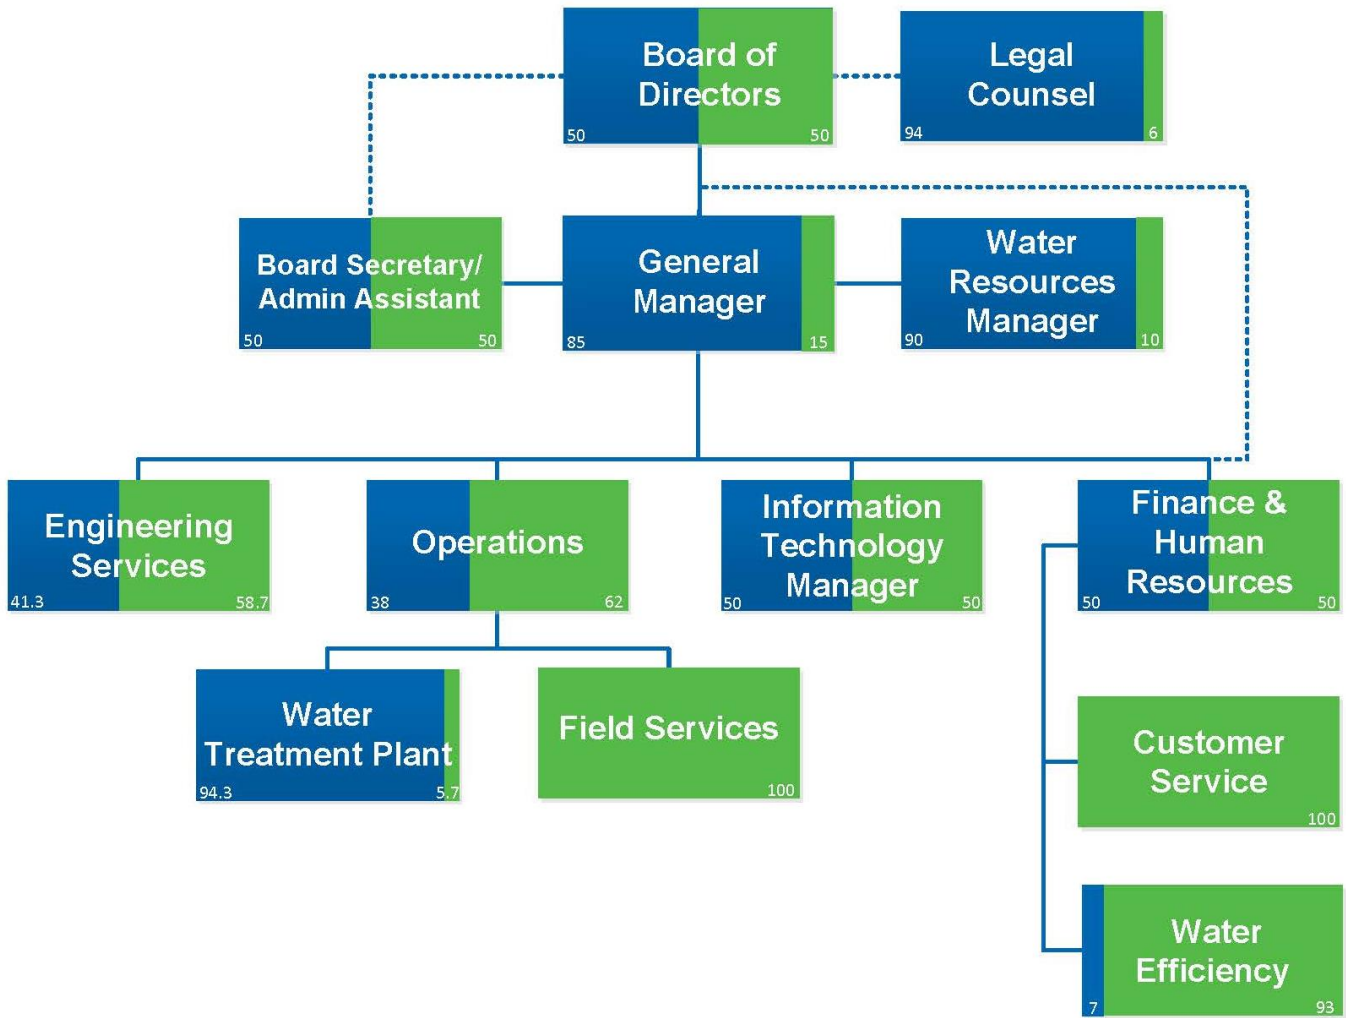 Board of
Directors
50
50
Legal
Counsel
94
6
Board Secretary/
Admin Assistant
50
50
General
Manager
85
15
Water
Resources
Manager
90
10
Engineering
Services
41.3
58.7
Operations
38
62
Information
Technology
Manager
50
50
Finance &
Human
Resources
50
50
Water
Treatment Plant
94.3
5.7
Field Services
100
Customer
Service
100
Water
Efficiency
7
93